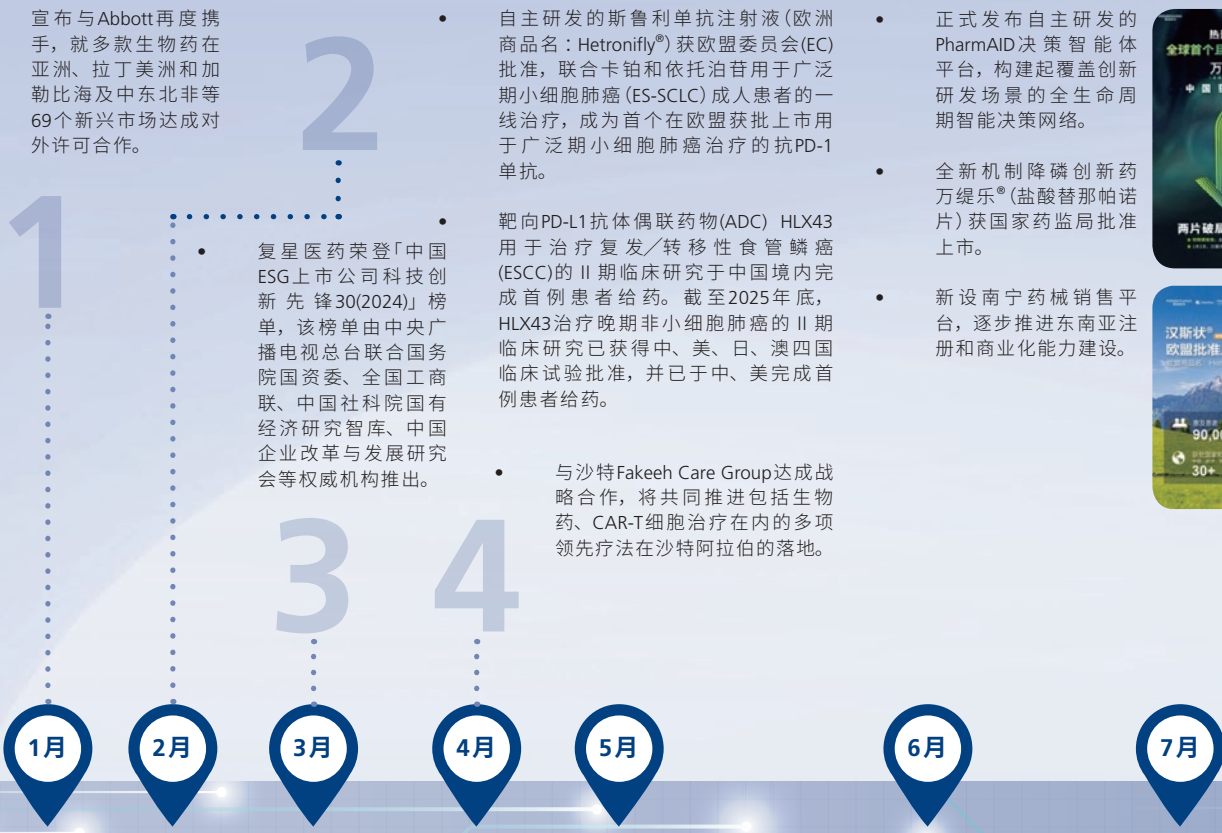 宣布与Abbott再度携
手，就多款生物药在
亚洲、拉丁美洲和加
勒比海及中东北非等
69个新兴市场达成对
外许可合作。
1
2
• 复星医药荣登「中国
ESG上市公司科技创
新先锋30(2024)」榜
单，该榜单由中央广
播电视总台联合国务
院国资委、全国工商
联、中国社科院国有
经济研究智库、中国
企业改革与发展研究
会等权威机构推出。
3
4
• 自主研发的斯鲁利单抗注射液（欧洲
商品名：Hetronifly®）获欧盟委员会(EC)
批准，联合卡铂和依托泊苷用于广泛
期小细胞肺癌（ES-SCLC）成人患者的一
线治疗，成为首个在欧盟获批上市用
于广泛期小细胞肺癌治疗的抗PD-1
单抗。
• 靶向PD-L1抗体偶联药物(ADC) HLX43
用于治疗复发／转移性食管鳞癌
(ESCC)的 II 期临床研究于中国境内完
成首例患者给药。截至2025年底，
HLX43治疗晚期非小细胞肺癌的 II 期
临床研究已获得中、美、日、澳四国
临床试验批准，并已于中、美完成首
例患者给药。
• 与沙特Fakeeh Care Group达成战
略合作，将共同推进包括生物
药、CAR-T细胞治疗在内的多项
领先疗法在沙特阿拉伯的落地。
• 正式发布自主研发的
PharmAID决策智能体
平台，构建起覆盖创新
研发场景的全生命周
期智能决策网络。
• 全新机制降磷创新药
万缇乐®（盐酸替那帕诺
片）获国家药监局批准
上市。
• 新设南宁药械销售平
台，逐步推进东南亚注
册和商业化能力建设。
全球首个且
万
中国
两片破局
汉斯状®
欧盟批准
90,00
30+
1月
2月
3月
4月
5月
6月
7月